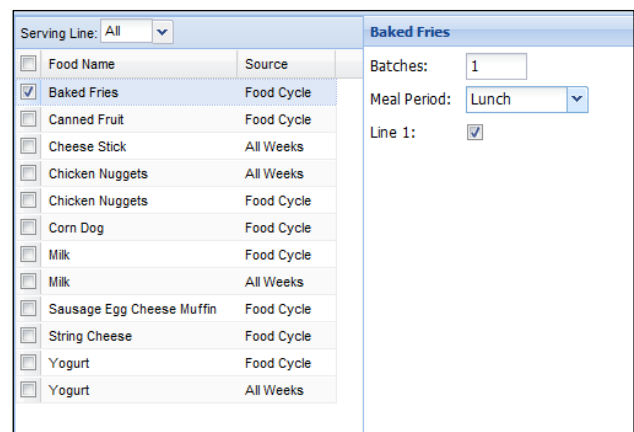 Serving Line: All
Food Name Source
Baked Fries Food Cycle
Canned Fruit Food Cycle
Cheese Stick All Weeks
Chicken Nuggets All Weeks
Chicken Nuggets Food Cycle
Corn Dog Food Cycle
Milk Food Cycle
Milk All Weeks
Sausage Egg Cheese Muffin Food Cycle
String Cheese Food Cycle
Yogurt Food Cycle
Yogurt All Weeks
Baked Fries
Batches: 1
Meal Period: Lunch
Line 1: